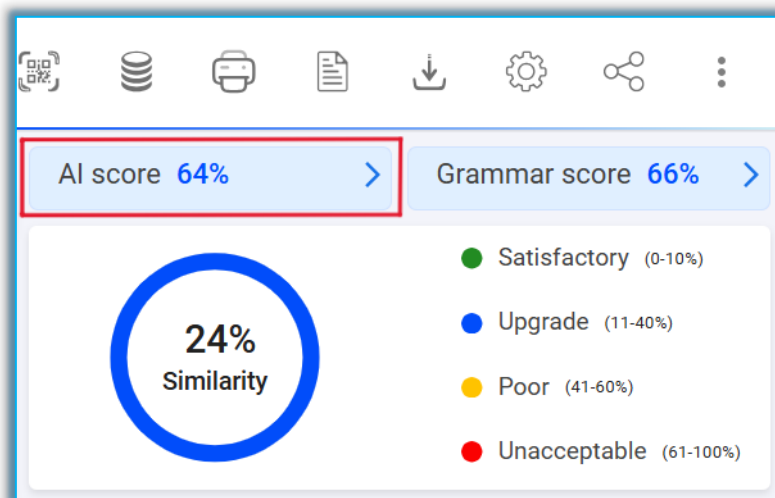 AI score 64%
Grammar score 66%
24%
Similarity
Satisfactory (0-10%)
Upgrade (11-40%)
Poor (41-60%)
Unacceptable (61-100%)